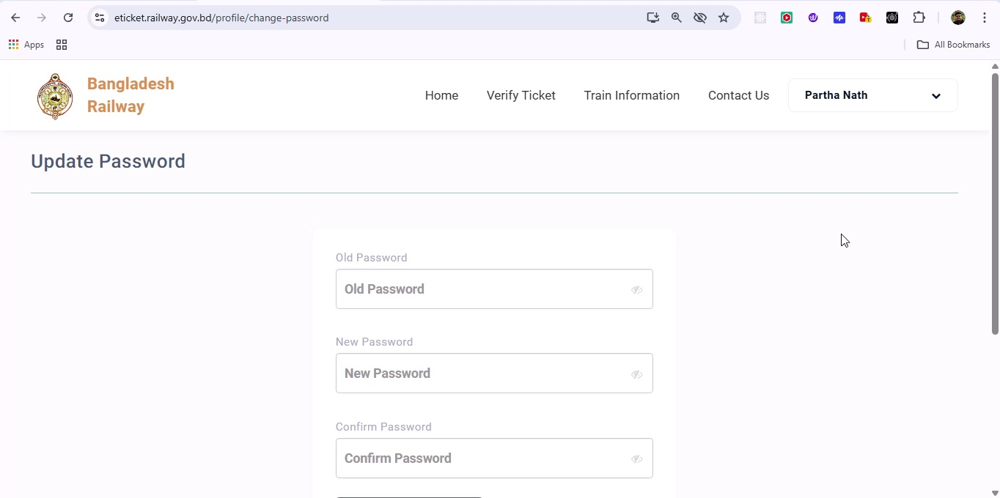 eticket.railway.gov.bd/profile/change-password
Apps
All Bookmarks
Bangladesh
Railway
Home
Verify Ticket
Train Information
Contact Us
Partha Nath
Update Password
Old Password
Old Password
New Password
New Password
Confirm Password
Confirm Password